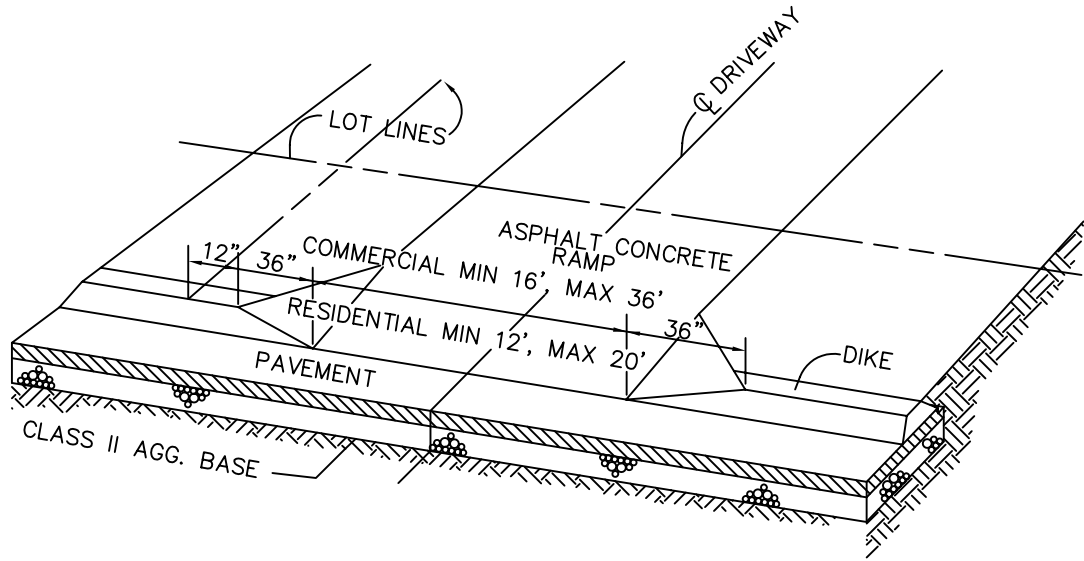 ℄ DRIVEWAY
LOT LINES
ASPHALT CONCRETE
RAMP
12" 36" COMMERCIAL MIN 16', MAX 36'
RESIDENTIAL MIN 12', MAX 20' 36"
PAVEMENT
DIKE
CLASS II AGG. BASE